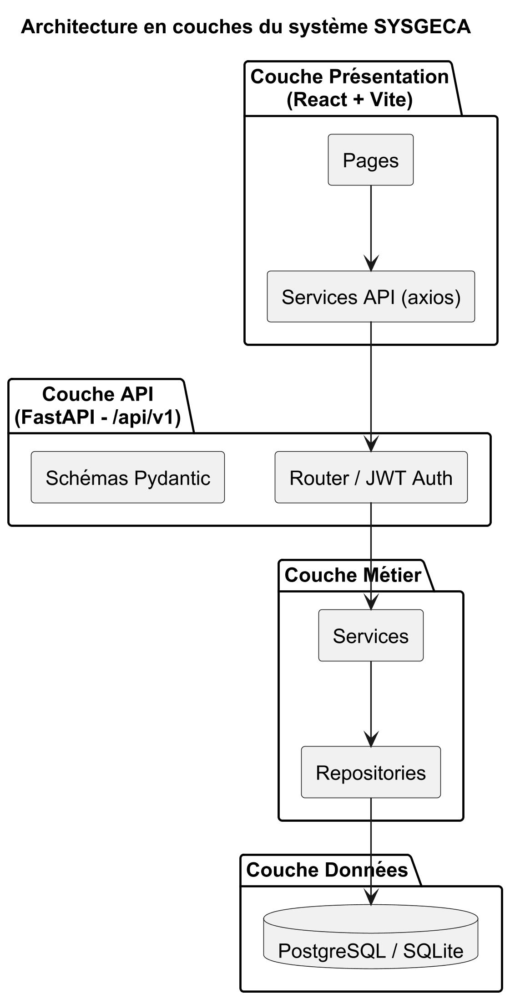 Architecture en couches du système SYSGECA
Couche Présentation
(React + Vite)
Pages
Services API (axios)
Couche API
(FastAPI - /api/v1)
Schémas Pydantic
Router / JWT Auth
Couche Métier
Services
Repositories
Couche Données
PostgreSQL / SQLite